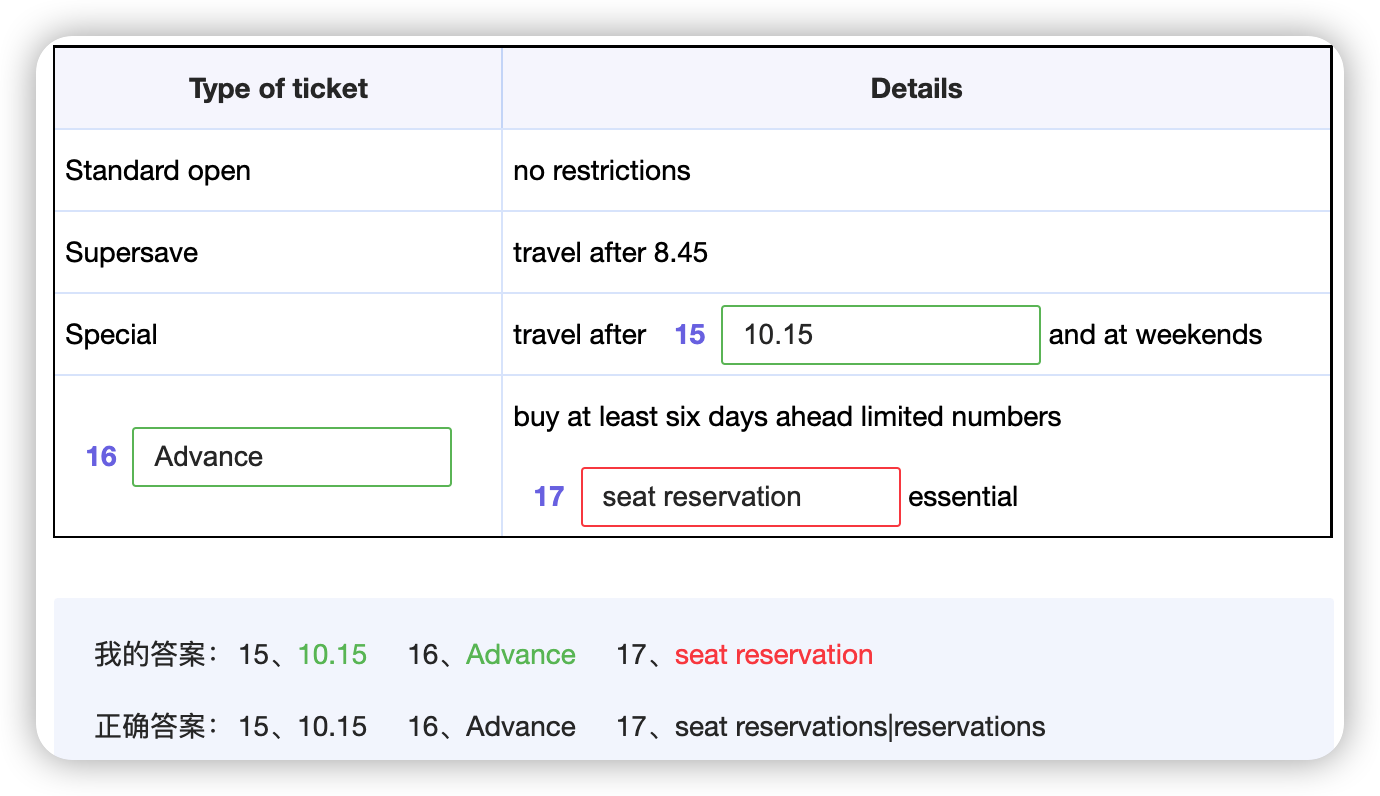 Type of ticket Details
Standard open no restrictions
Supersave travel after 8.45
Special travel after 15 10.15 and at weekends
buy at least six days ahead limited numbers
16 Advance
17 seat reservation essential
我的答案： 15、10.15 16、Advance 17、seat reservation
正确答案： 15、10.15 16、Advance 17、seat reservations|reservations